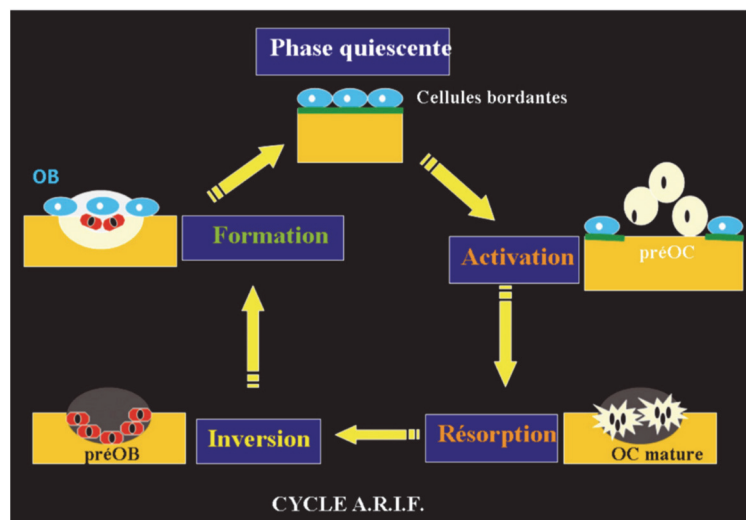 Phase quiescente
Cellules bordantes
OB
Formation
Activation
préOC
préOB
Inversion
Résorption
OC mature
CYCLE A.R.I.F.